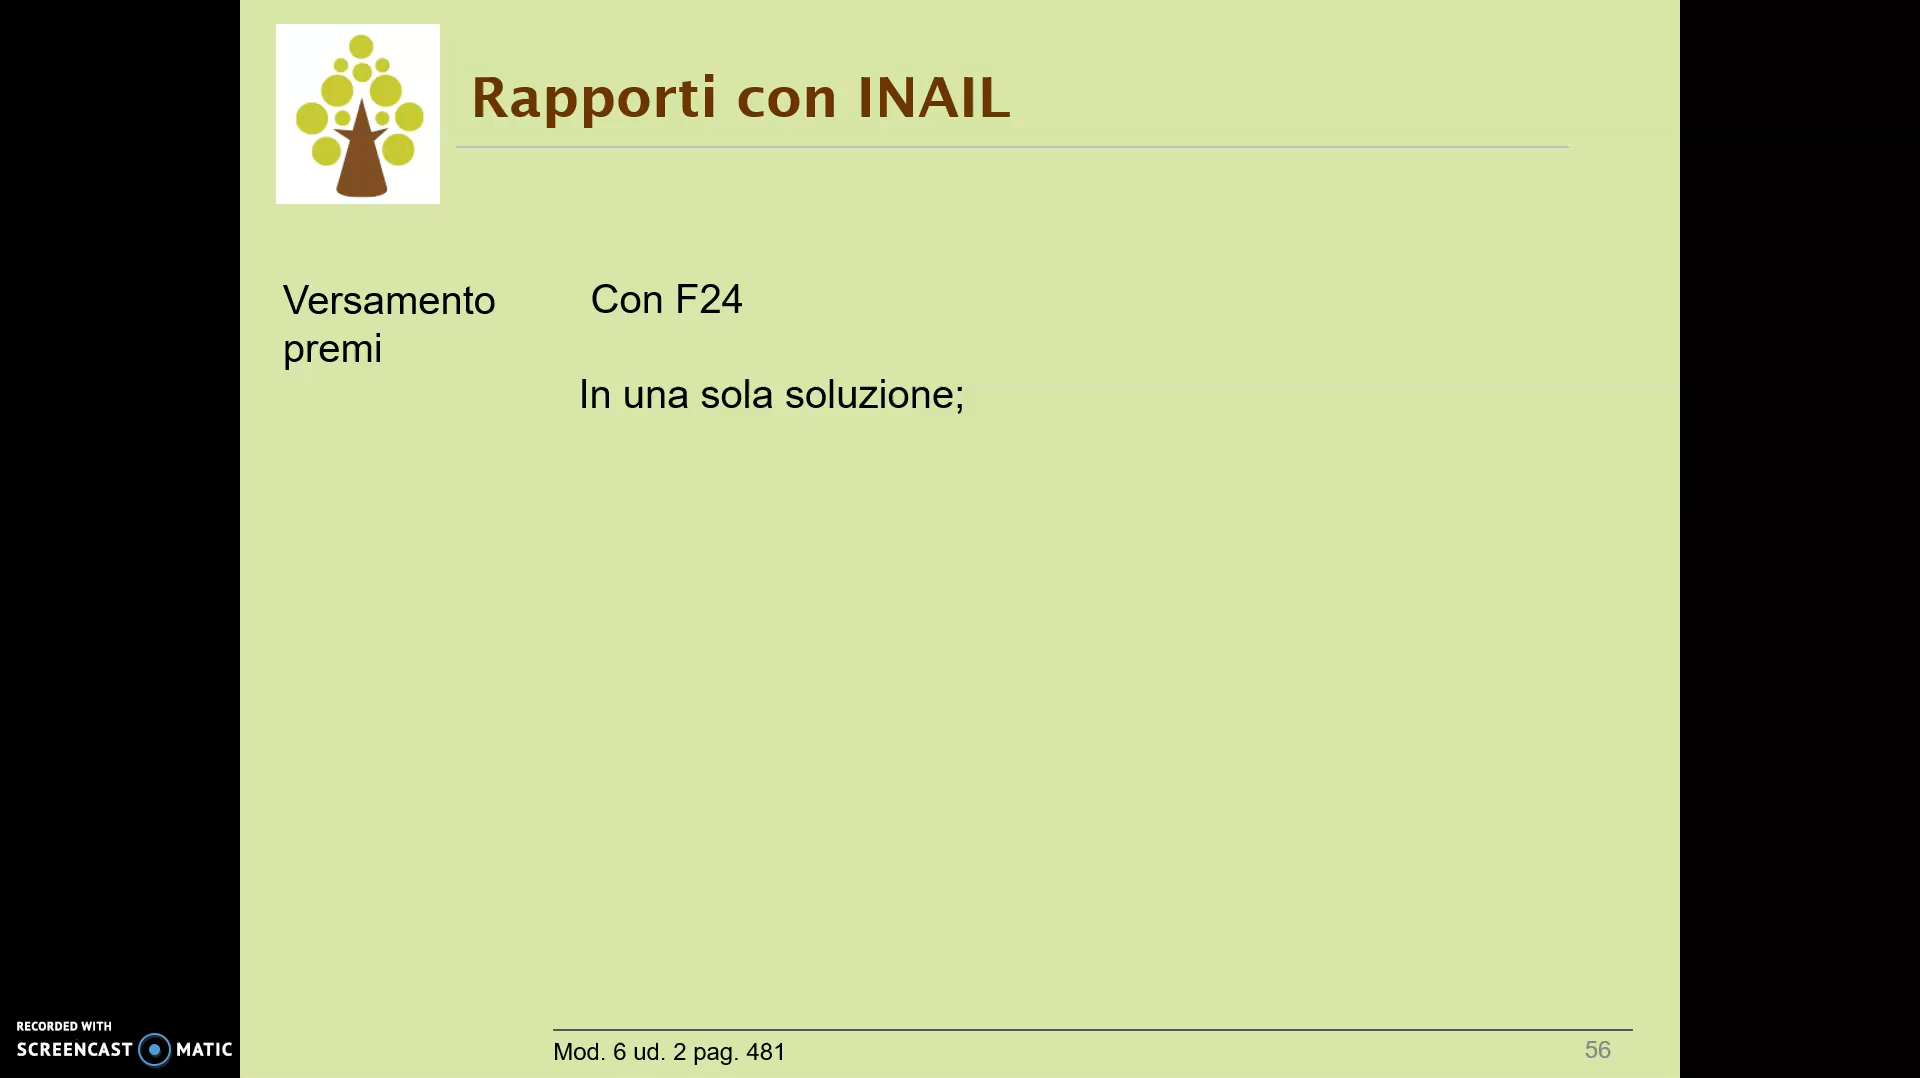 Rapporti con INAIL
Versamento
premi
Con F24
In una sola soluzione;
RECORDED WITH
SCREENCAST MATIC
Mod. 6 ud. 2 pag. 481
56